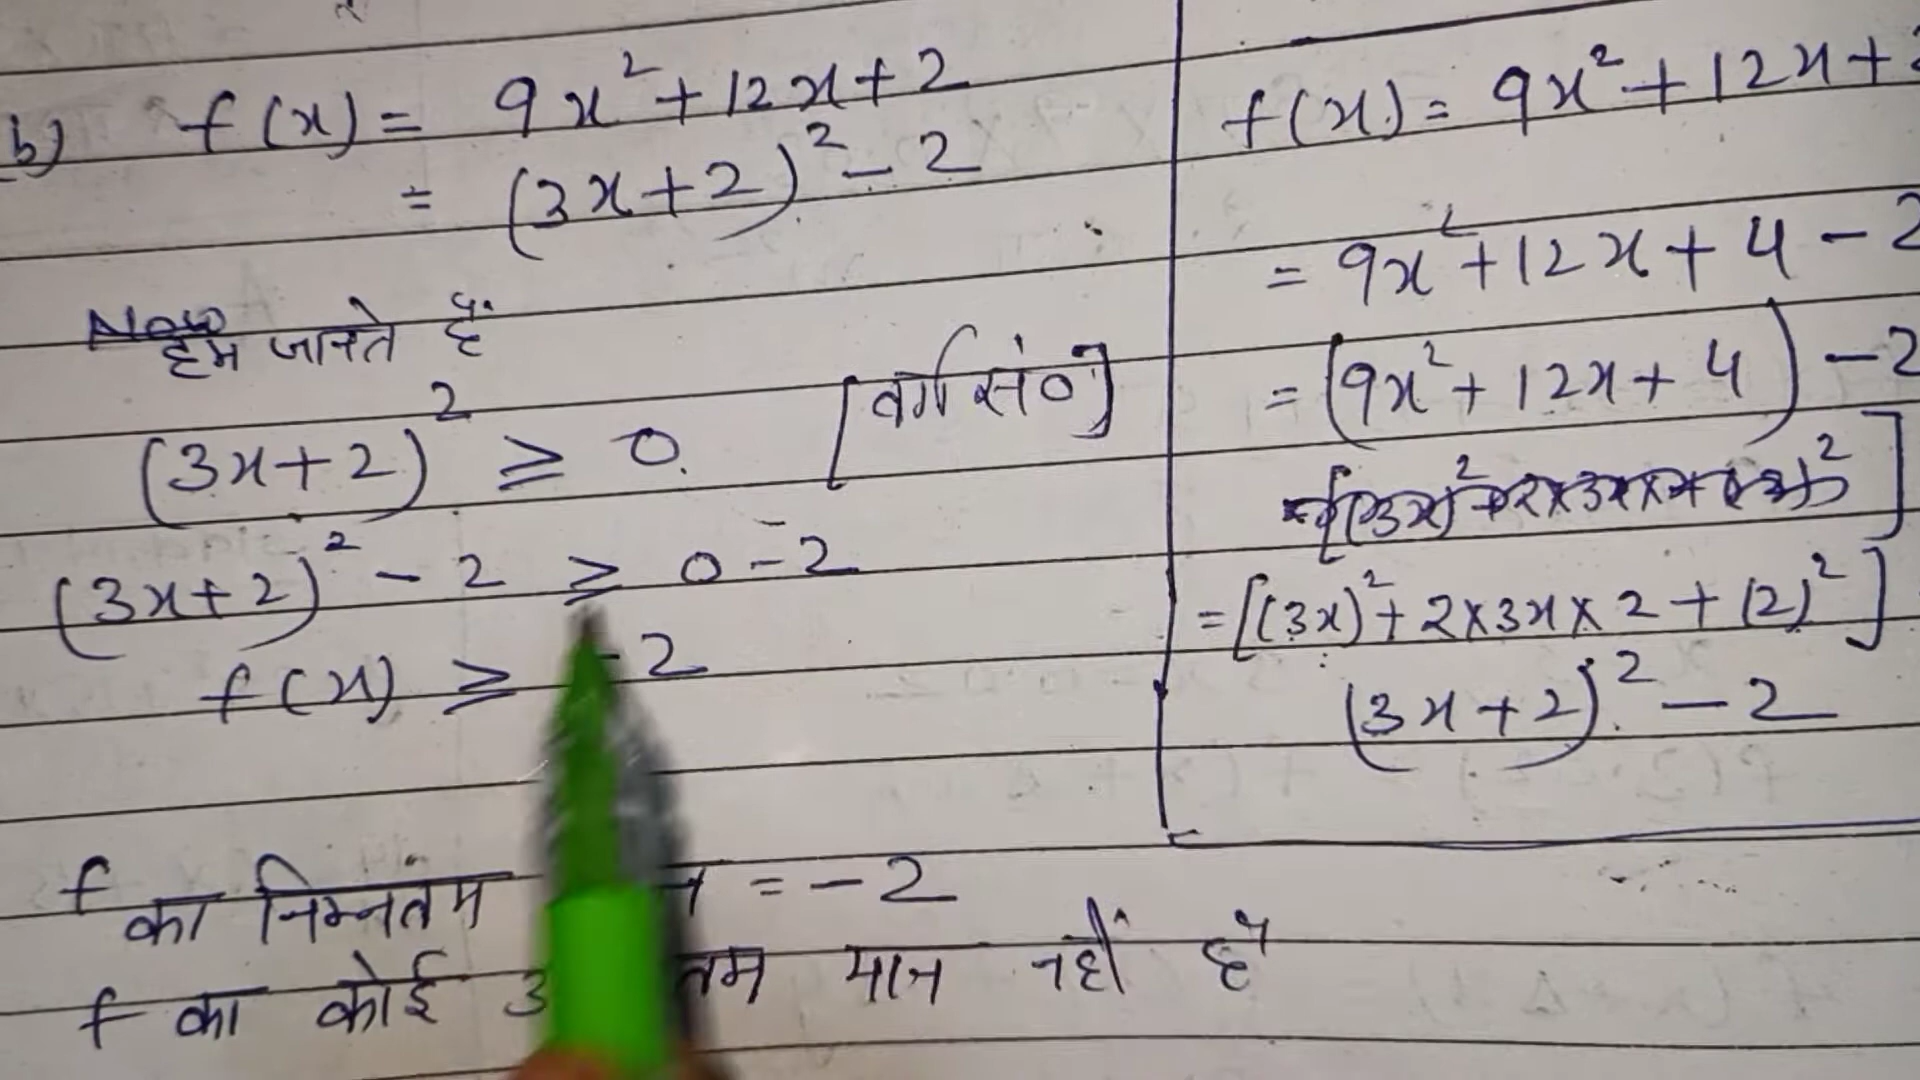 b) f(x) = 9x² + 12x + 2
= (3x+2)² - 2
Now
हम जानते हैं
(3x+2)² ≥ 0. [वर्ग सं०]
(3x+2)² - 2 ≥ 0 - 2
f(x) ≥ -2
f का निम्नतम = -2
f का कोई मान नहीं है
f(x) = 9x² + 12x +
= 9x² + 12x + 4 - 2
= (9x² + 12x + 4) - 2
= [(3x)² + 2×3x×2 + (2)²]
(3x+2)² - 2